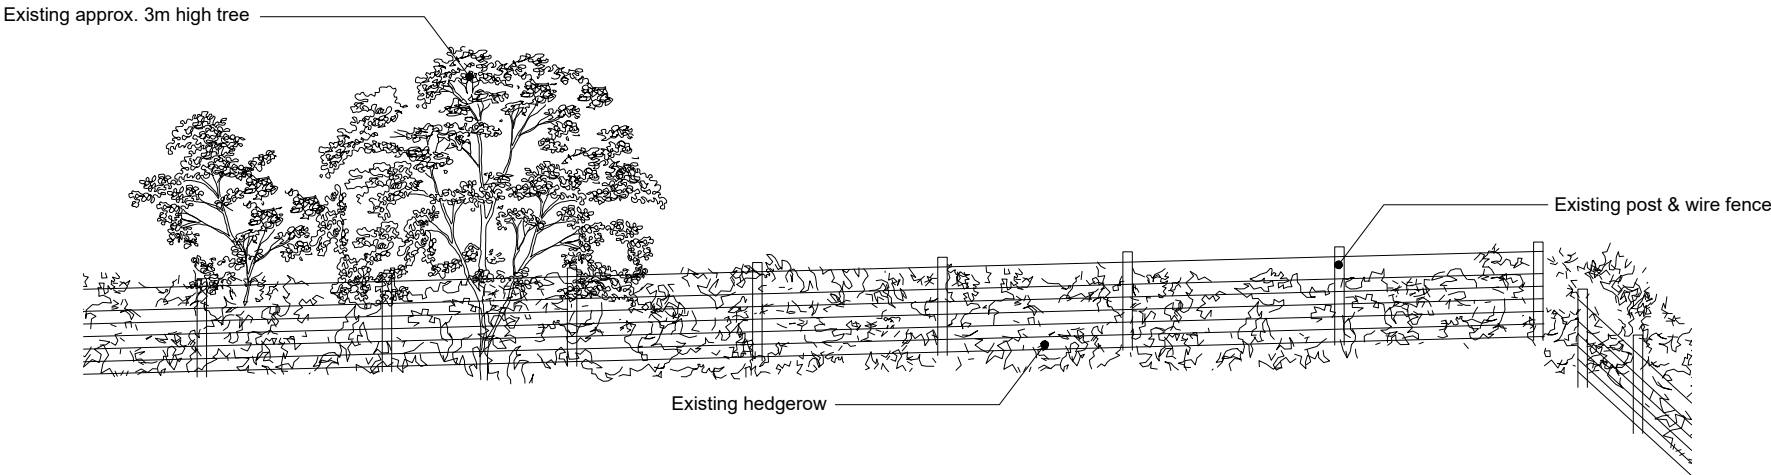 Existing approx. 3m high tree
Existing post & wire fence
Existing hedgerow